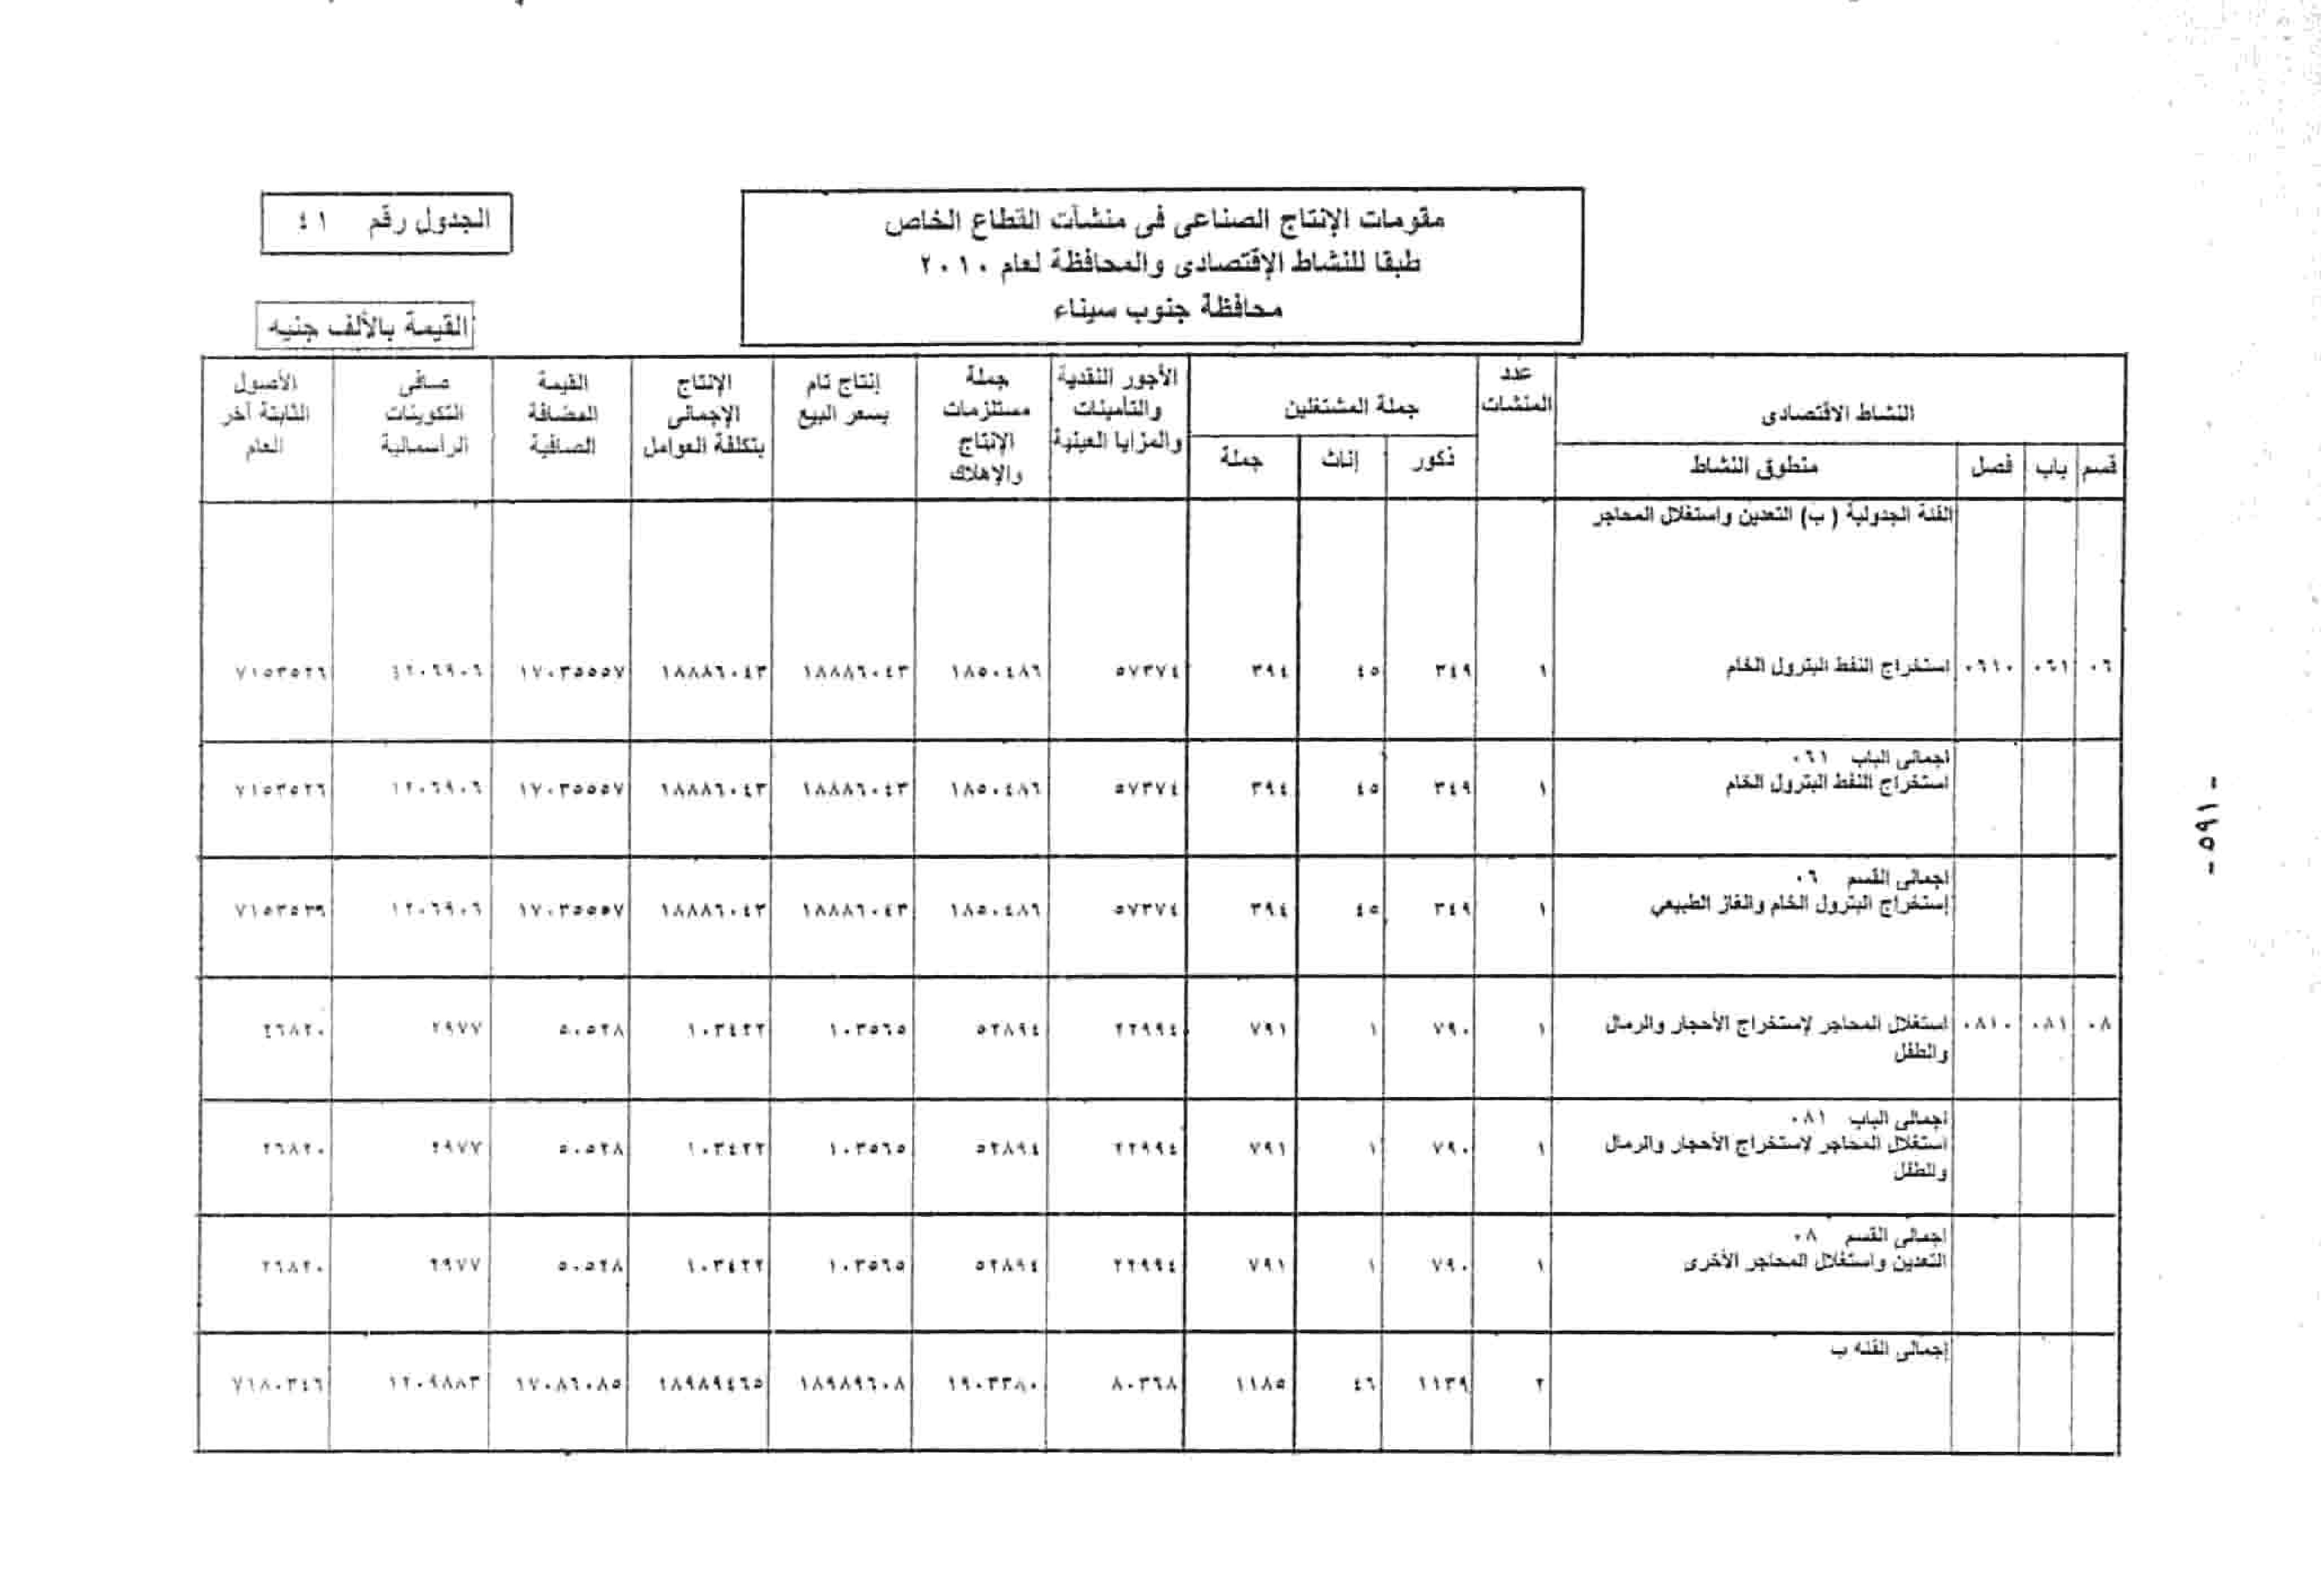 مقومات الإنتاج الصناعى فى منشآت القطاع الخاص
طبقا للنشاط الإقتصادى والمحافظة لعام ٢٠١٠
محافظة جنوب سيناء
الجدول رقم ٤١
القيمة بالألف جنيه
النشاط الاقتصادى عدد المنشات جملة المشتغلين الأجور النقدية والتأمينات والمزايا العينية جملة مستلزمات الإنتاج والإهلاك إنتاج تام بسعر البيع الإنتاج الإجمالى بتكلفة العوامل القيمة المضافة الصافية صافى التكوينات الرأسمالية الأصول الثابتة آخر العام
قسم باب فصل منطوق النشاط ذكور إناث جملة
الفئة الجدولية ( ب) التعدين واستغلال المحاجر
٠٦ ٠٦١ ٠٦١٠ استخراج النفط البترول الخام ١ ٣٤٩ ٤٥ ٣٩٤ ٥٧٣٧٤ ١٨٥٠٤٨٦ ١٨٨٨٦٠٤٣ ١٨٨٨٦٠٤٣ ١٧٠٣٥٥٥٧ ١٢٠٦٩٠٦ ٧١٥٣٥٢٦
اجمالى الباب ٠٦١
استخراج النفط البترول الخام ١ ٣٤٩ ٤٥ ٣٩٤ ٥٧٣٧٤ ١٨٥٠٤٨٦ ١٨٨٨٦٠٤٣ ١٨٨٨٦٠٤٣ ١٧٠٣٥٥٥٧ ١٢٠٦٩٠٦ ٧١٥٣٥٢٦
اجمالى القسم ٠٦
إستخراج البترول الخام والغاز الطبيعي ١ ٣٤٩ ٤٥ ٣٩٤ ٥٧٣٧٤ ١٨٥٠٤٨٦ ١٨٨٨٦٠٤٣ ١٨٨٨٦٠٤٣ ١٧٠٣٥٥٥٧ ١٢٠٦٩٠٦ ٧١٥٣٥٢٦
٠٨ ٠٨١ ٠٨١٠ استغلال المحاجر لإستخراج الأحجار والرمال ١ ٧٩٠ ١ ٧٩١ ٢٢٩٩٤ ٥٢٨٩٤ ١٠٣٥٦٥ ١٠٣٤٢٢ ٥٠٥٢٨ ٢٩٧٧ ٢٦٨٢٠
والطفل
اجمالى الباب ٠٨١
استغلال المحاجر لإستخراج الأحجار والرمال ١ ٧٩٠ ١ ٧٩١ ٢٢٩٩٤ ٥٢٨٩٤ ١٠٣٥٦٥ ١٠٣٤٢٢ ٥٠٥٢٨ ٢٩٧٧ ٢٦٨٢٠
والطفل
اجمالى القسم ٠٨
التعدين واستغلال المحاجر الأخرى ١ ٧٩٠ ١ ٧٩١ ٢٢٩٩٤ ٥٢٨٩٤ ١٠٣٥٦٥ ١٠٣٤٢٢ ٥٠٥٢٨ ٢٩٧٧ ٢٦٨٢٠
إجمالى الفئه ب
٢ ١١٣٩ ٤٦ ١١٨٥ ٨٠٣٦٨ ١٩٠٣٣٨٠ ١٨٩٨٩٦٠٨ ١٨٩٨٩٤٦٥ ١٧٠٨٦٠٨٥ ١٢٠٩٨٨٣ ٧١٨٠٣٤٦
-٥٩١-